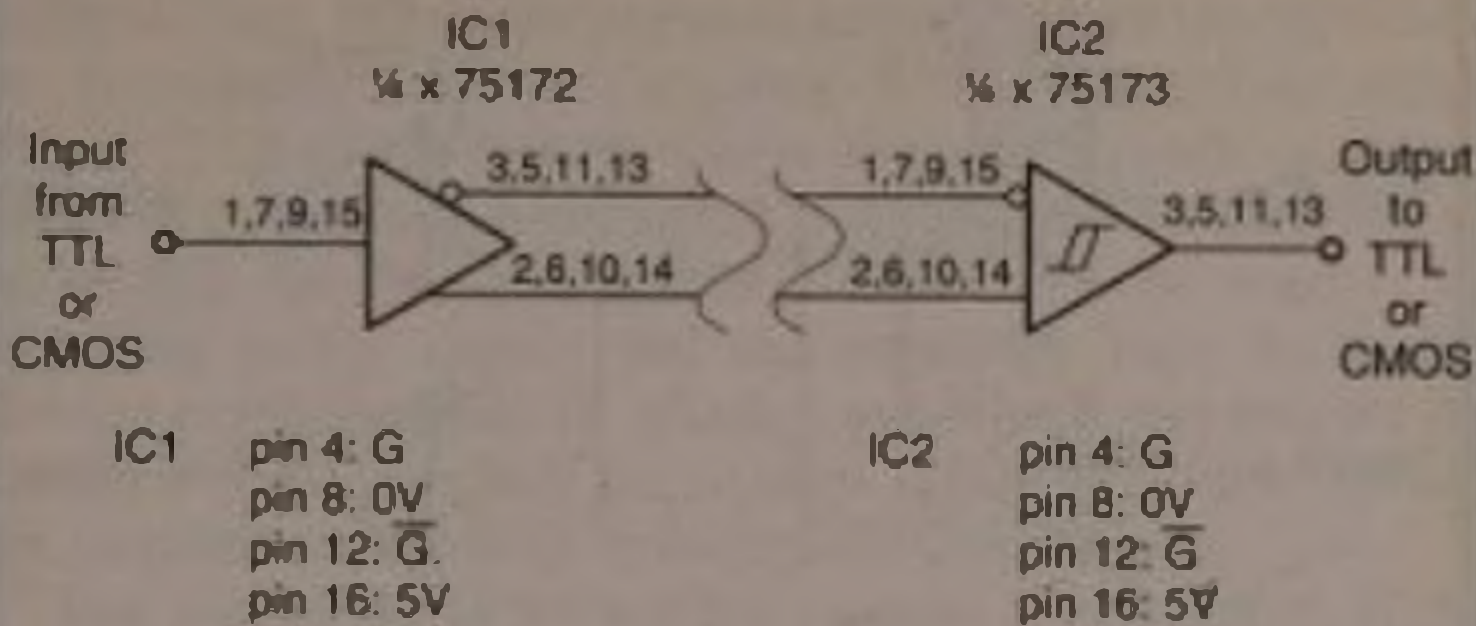 IC1
¼ x 75172
IC2
¼ x 75173
Input
from
TTL
or
CMOS
1,7,9,15
3,5,11,13
2,6,10,14
1,7,9,15
2,6,10,14
3,5,11,13
Output
to
TTL
or
CMOS
IC1 pin 4: G
pin 8: 0V
pin 12: G̅.
pin 16: 5V
IC2 pin 4: G
pin 8: 0V
pin 12: G̅
pin 16: 5V